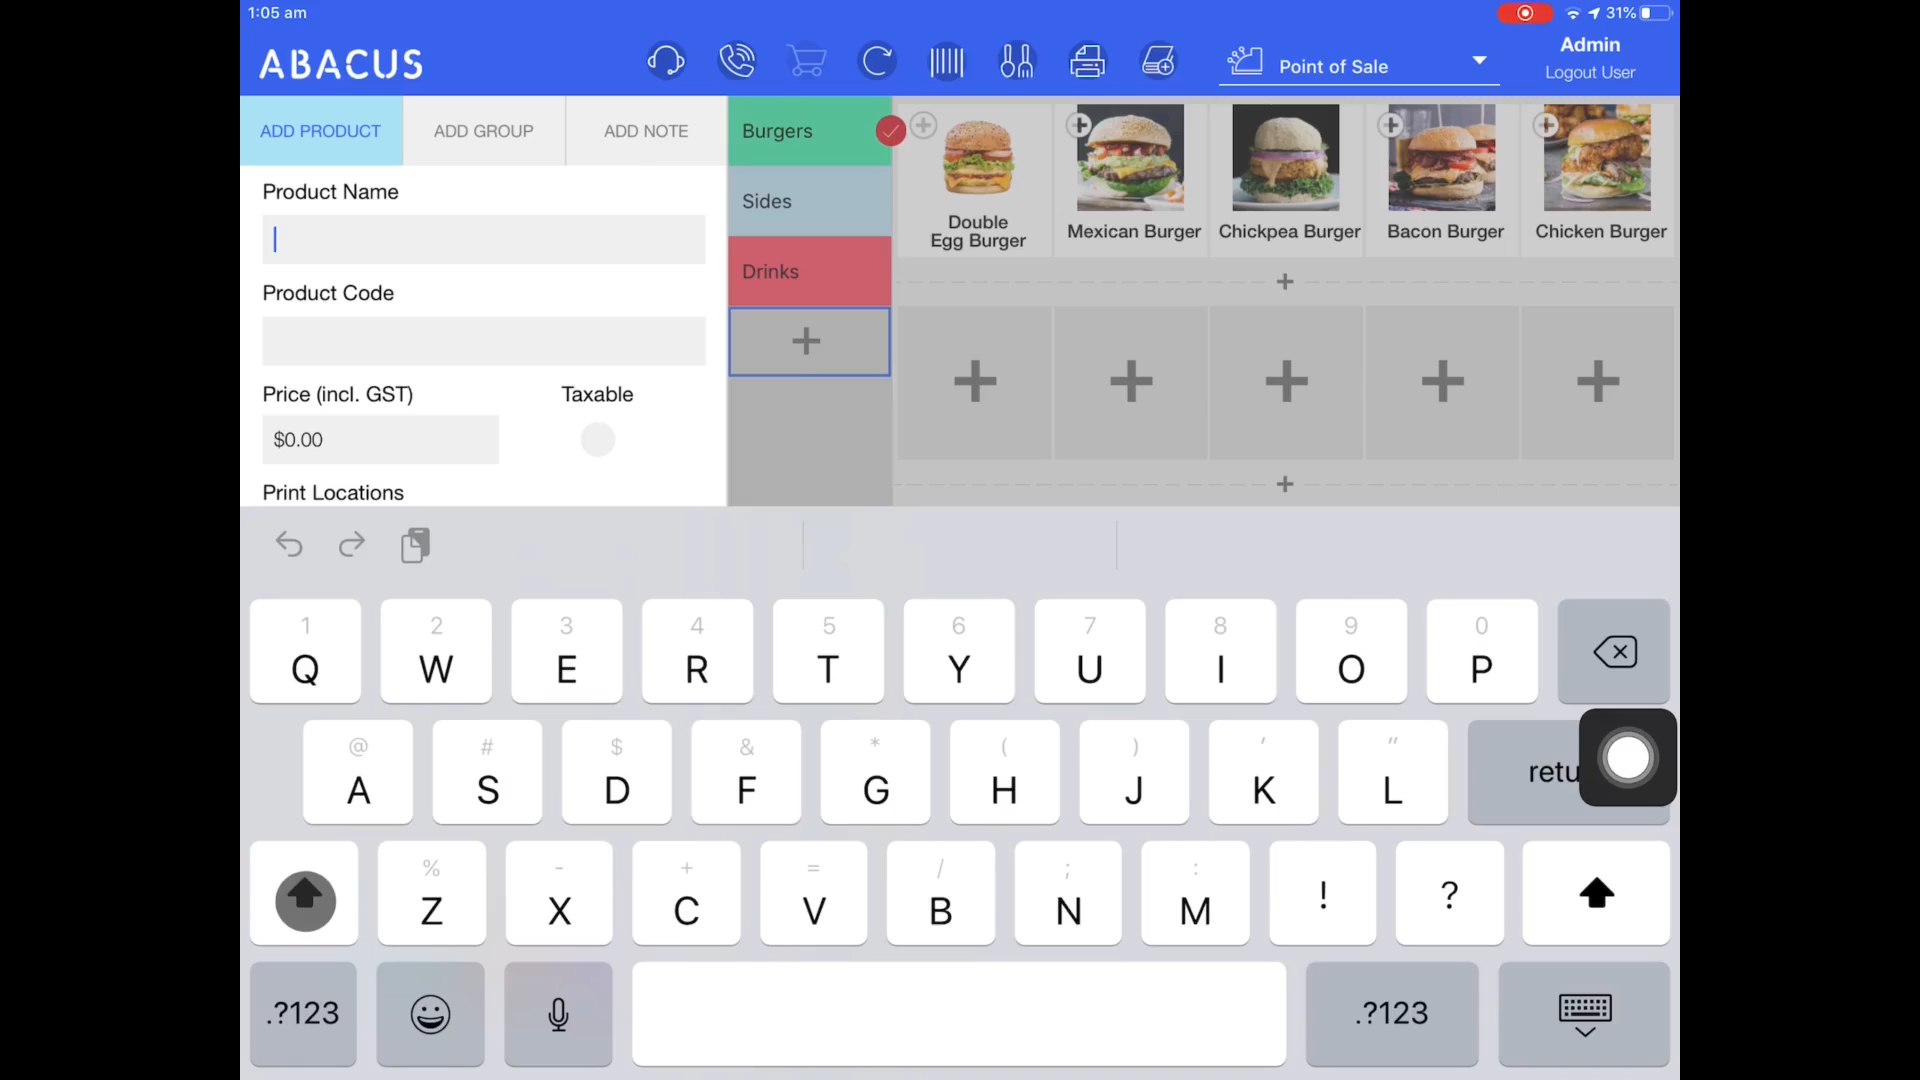 1:05 am
31%
ABACUS
Point of Sale
Admin
Logout User
ADD PRODUCT
ADD GROUP
ADD NOTE
Product Name
Product Code
Price (incl. GST)
Taxable
$0.00
Print Locations
Burgers
Sides
Drinks
+
Double
Egg Burger
Mexican Burger
Chickpea Burger
Bacon Burger
Chicken Burger
+
+ + + + +
+
1 2 3 4 5 6 7 8 9 0
Q W E R T Y U I O P
@ # $ & * ( ) ' "
A S D F G H J K L retu
% - + = / ; :
Z X C V B N M ! ?
.?123
.?123